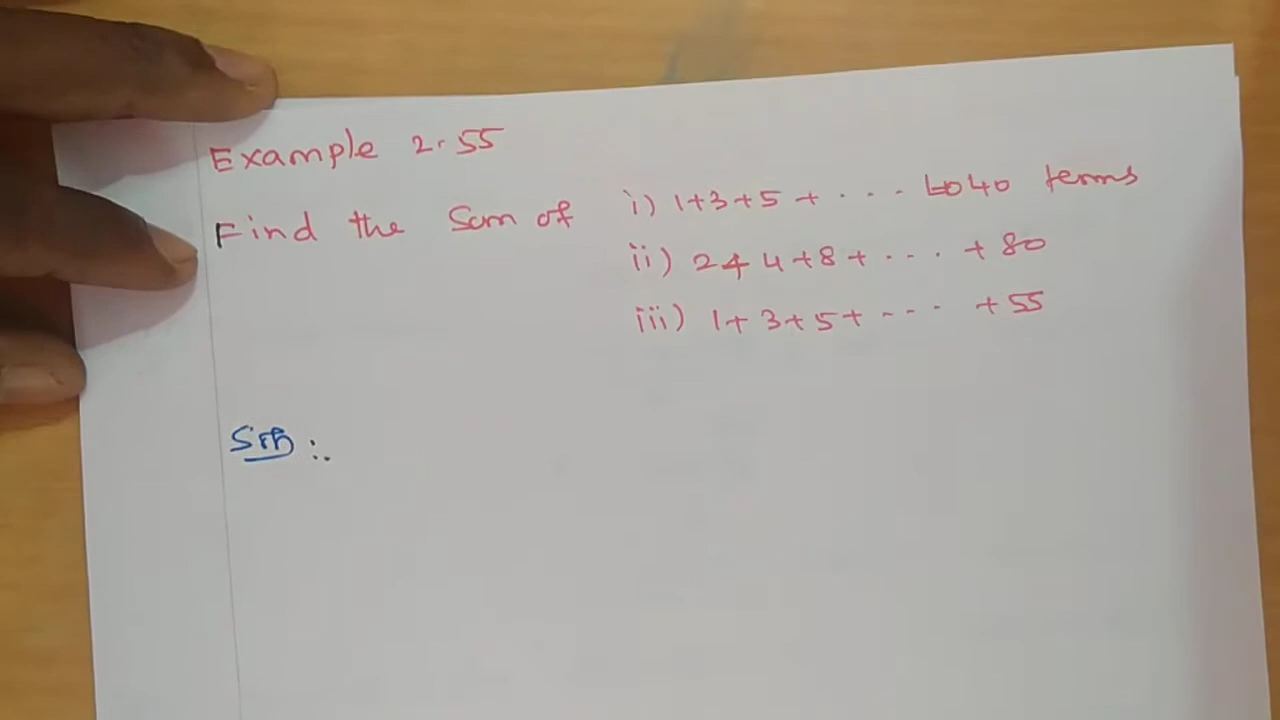 Example 2.55
Find the Sum of i) 1+3+5 + ... to 40 terms
ii) 2+4+8+ ... + 80
iii) 1+3+5+ ... + 55
Soln :.